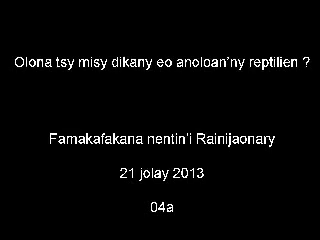 Olona tsy misy dikany eo anoloan'ny reptilien ?
Famakafakana nentin'i Rainijaonary
21 jolay 2013
04a